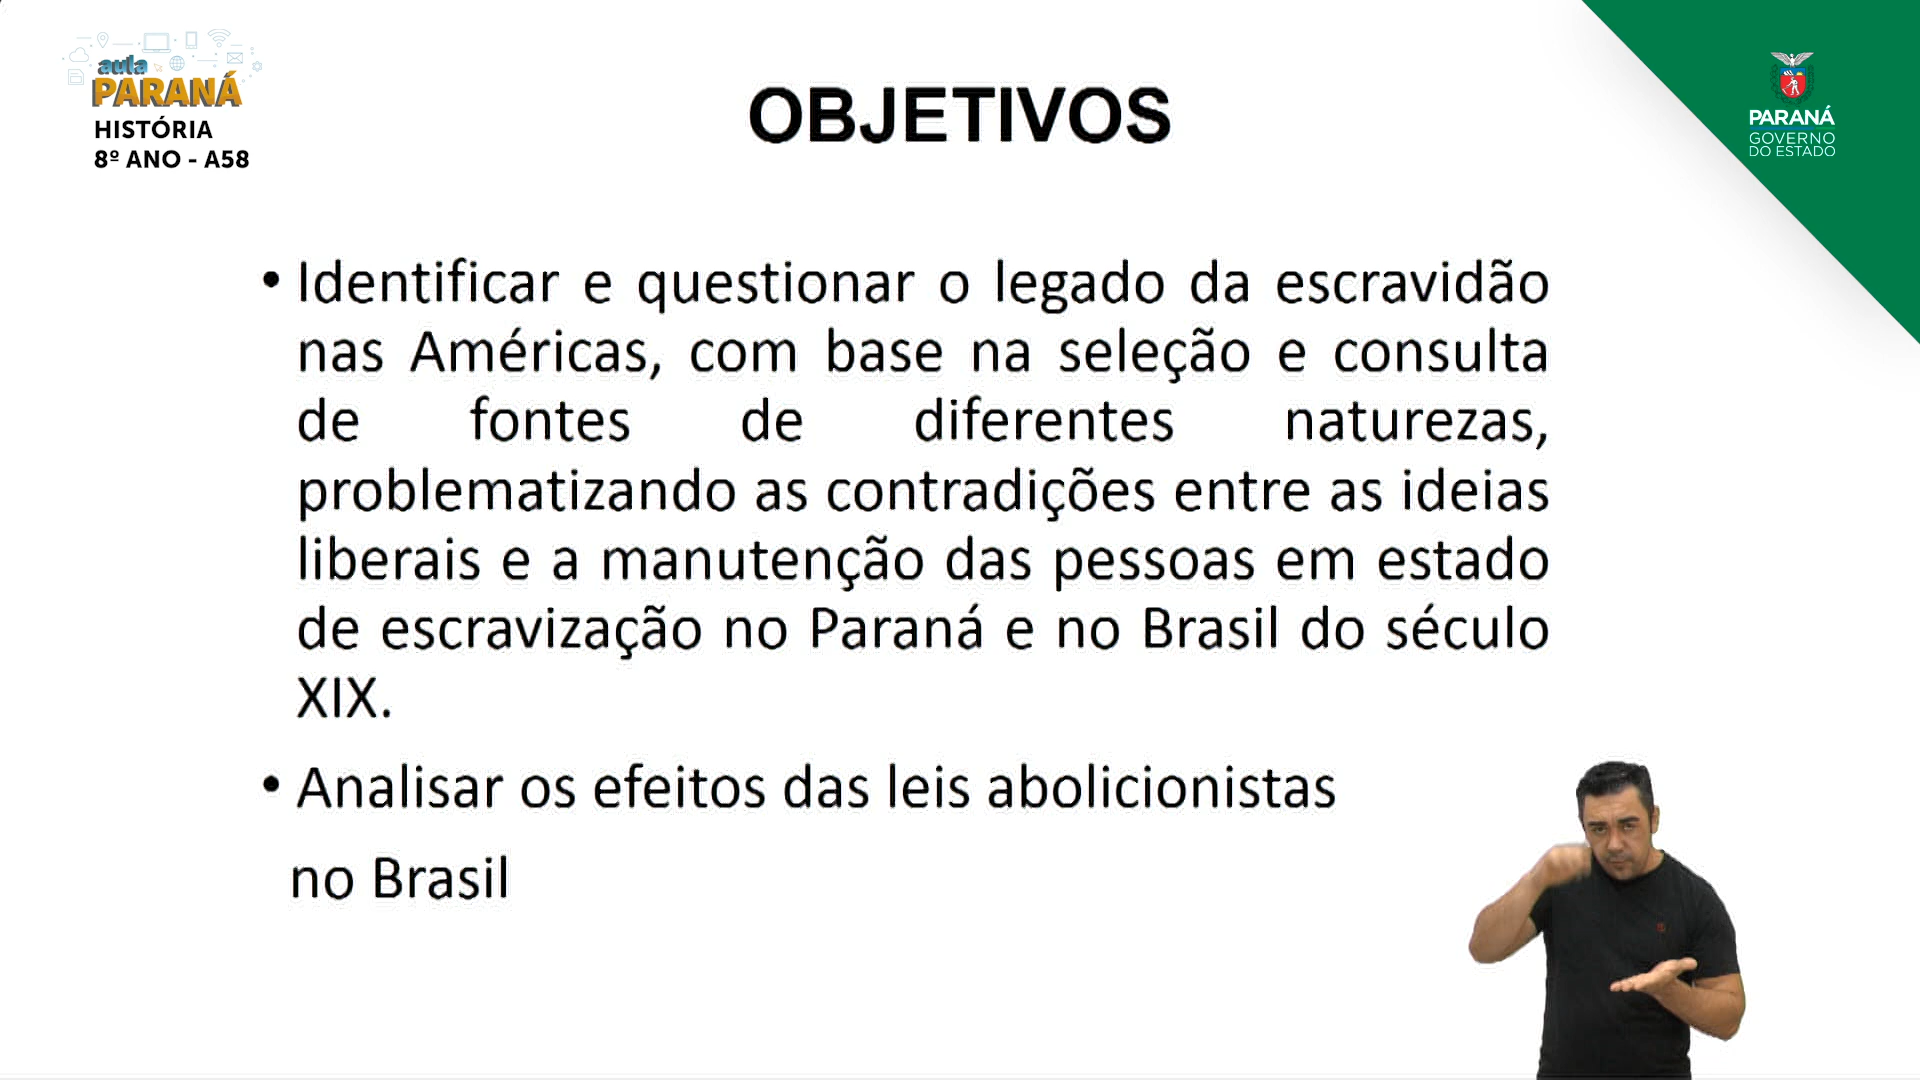 aula
PARANÁ
HISTÓRIA
8º ANO - A58
OBJETIVOS
PARANÁ
GOVERNO
DO ESTADO
• Identificar e questionar o legado da escravidão
nas Américas, com base na seleção e consulta
de fontes de diferentes naturezas,
problematizando as contradições entre as ideias
liberais e a manutenção das pessoas em estado
de escravização no Paraná e no Brasil do século
XIX.
• Analisar os efeitos das leis abolicionistas
no Brasil